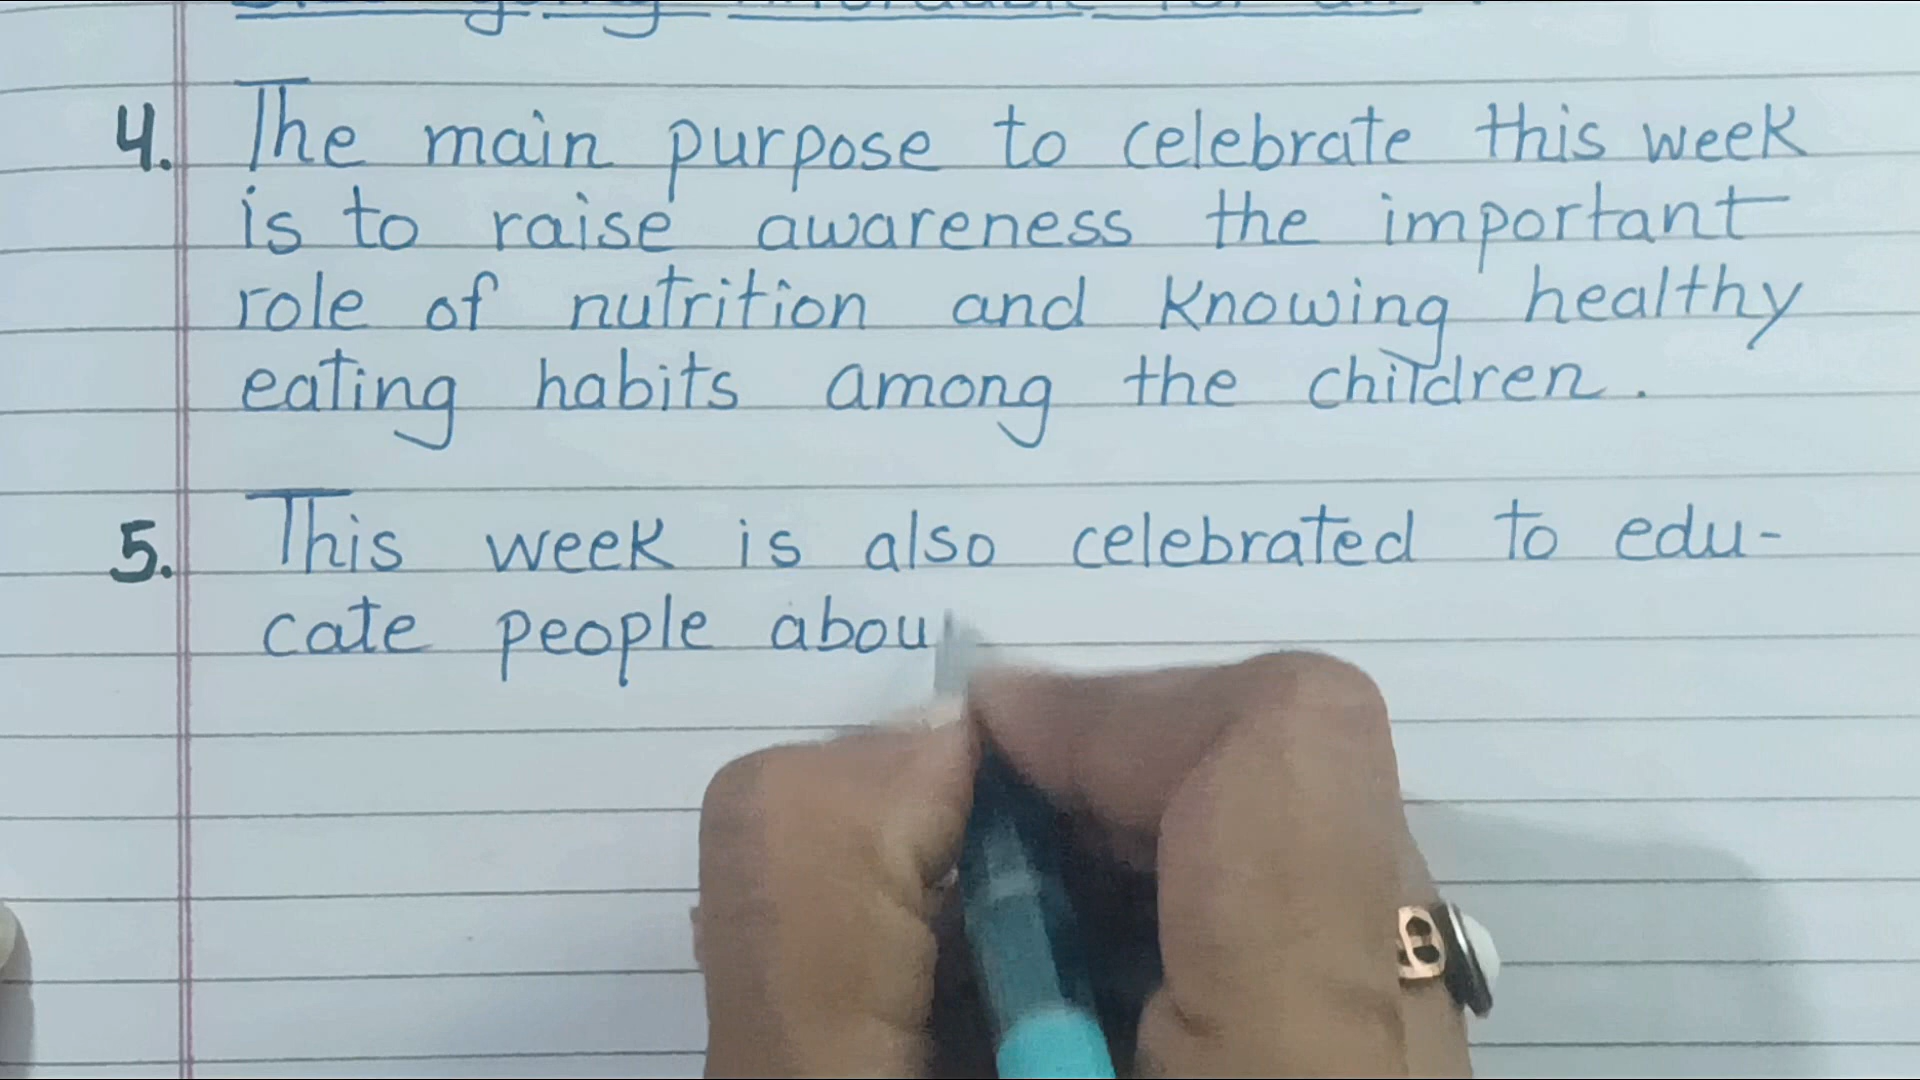 4. The main purpose to celebrate this week
is to raise awareness the important
role of nutrition and knowing healthy
eating habits among the children.
5. This week is also celebrated to edu-
cate people abou